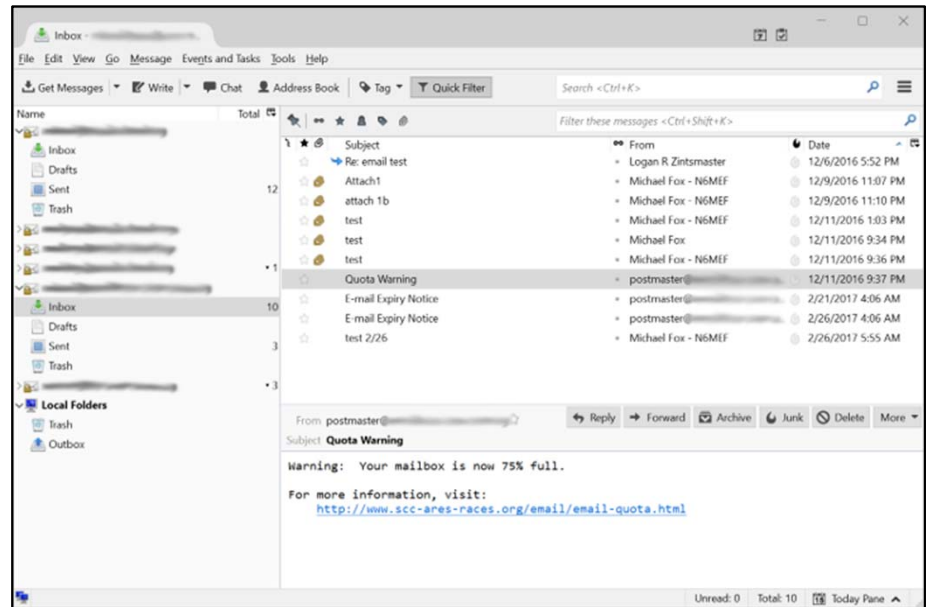 Inbox -
File Edit View Go Message Events and Tasks Tools Help
Get Messages Write Chat Address Book Tag Quick Filter Search <Ctrl+K>
Name Total
Inbox
Drafts
Sent 12
Trash
1
Inbox 10
Drafts
Sent 3
Trash
3
Local Folders
Trash
Outbox
Filter these messages <Ctrl+Shift+K>
Subject From Date
Re: email test Logan R Zintsmaster 12/6/2016 5:52 PM
Attach1 Michael Fox - N6MEF 12/9/2016 11:07 PM
attach 1b Michael Fox - N6MEF 12/9/2016 11:10 PM
test Michael Fox - N6MEF 12/11/2016 1:03 PM
test Michael Fox 12/11/2016 9:34 PM
test Michael Fox - N6MEF 12/11/2016 9:36 PM
Quota Warning postmaster@ 12/11/2016 9:37 PM
E-mail Expiry Notice postmaster@ 2/21/2017 4:06 AM
E-mail Expiry Notice postmaster@ 2/26/2017 4:06 AM
test 2/26 Michael Fox - N6MEF 2/26/2017 5:55 AM
From postmaster@ Reply Forward Archive Junk Delete More
Subject Quota Warning
Warning: Your mailbox is now 75% full.
For more information, visit:
http://www.scc-ares-races.org/email/email-quota.html
Unread: 0 Total: 10 Today Pane